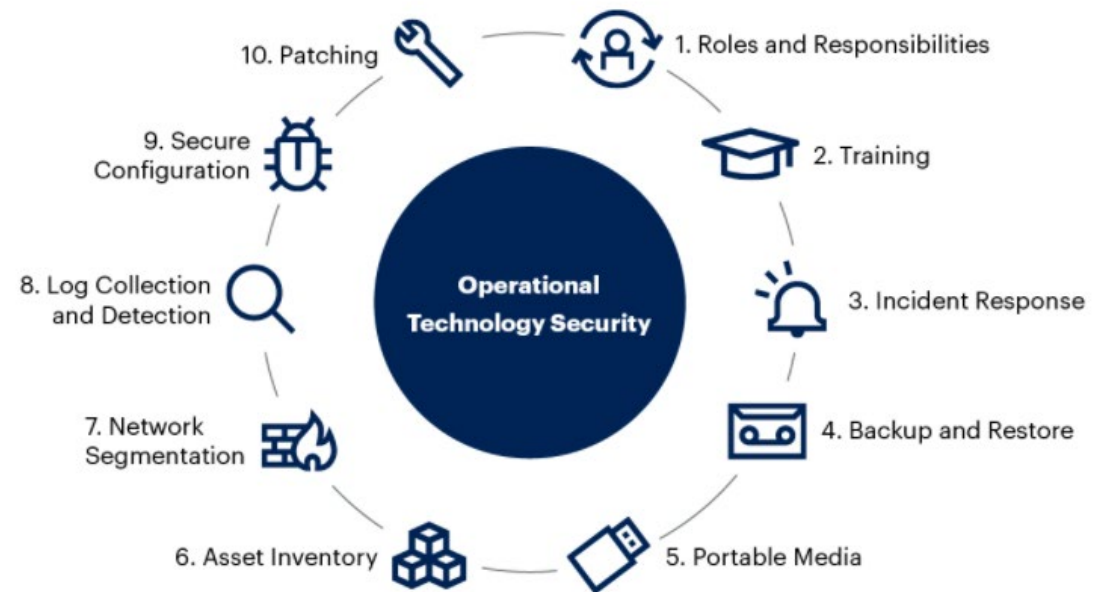 Operational
Technology Security
1. Roles and Responsibilities
2. Training
3. Incident Response
4. Backup and Restore
5. Portable Media
6. Asset Inventory
7. Network
Segmentation
8. Log Collection
and Detection
9. Secure
Configuration
10. Patching